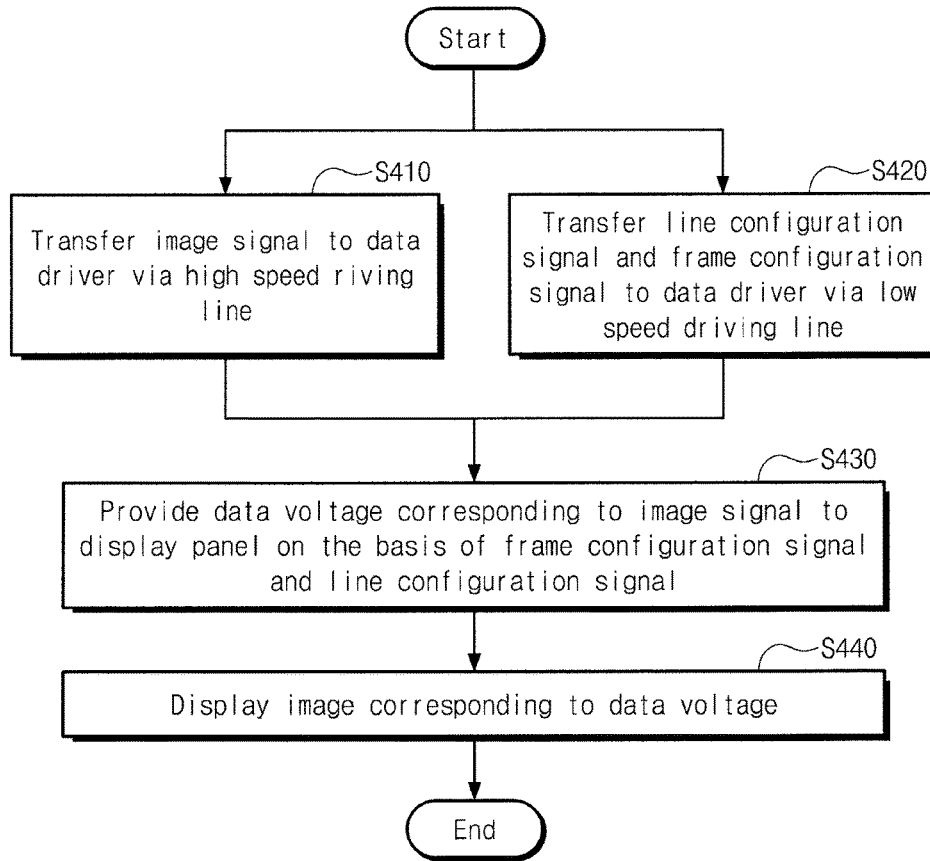 Start
S410
Transfer image signal to data
driver via high speed riving
line
S420
Transfer line configuration
signal and frame configuration
signal to data driver via low
speed driving line
S430
Provide data voltage corresponding to image signal to
display panel on the basis of frame configuration signal
and line configuration signal
S440
Display image corresponding to data voltage
End